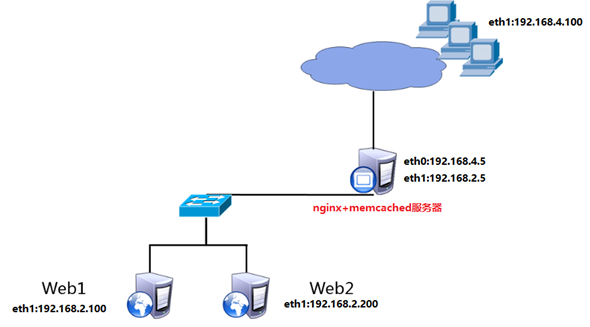 eth1:192.168.4.100
eth0:192.168.4.5
eth1:192.168.2.5
nginx+memcached服务器
Web1
eth1:192.168.2.100
Web2
eth1:192.168.2.200